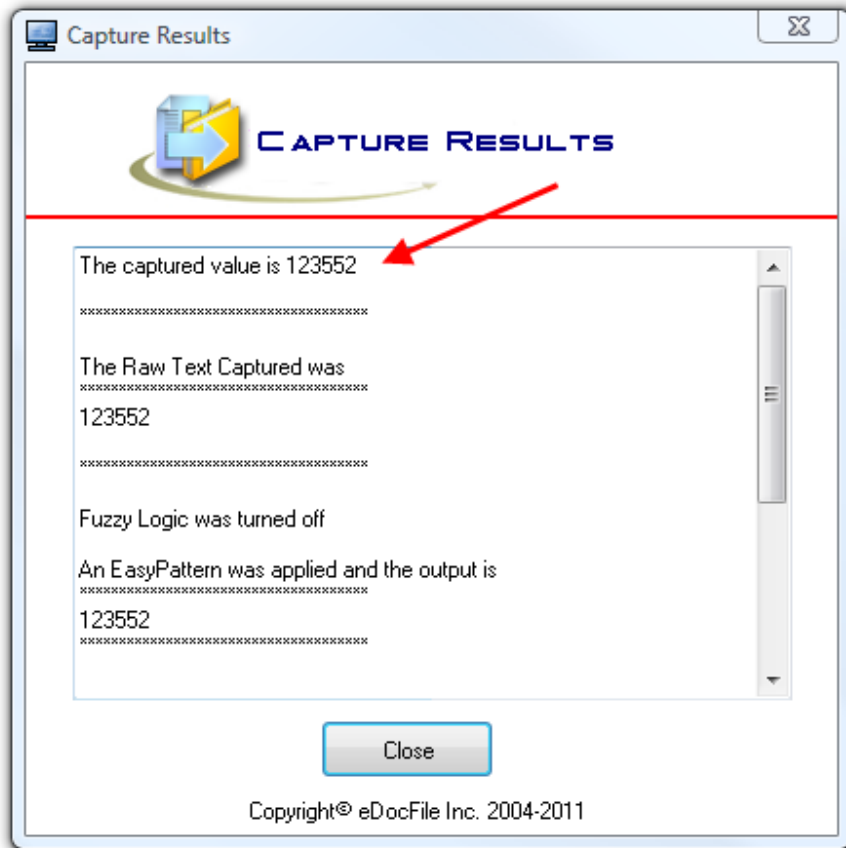 Capture Results
CAPTURE RESULTS
The captured value is 123552
*************************************
The Raw Text Captured was
*************************************
123552
*************************************
Fuzzy Logic was turned off
An EasyPattern was applied and the output is
*************************************
123552
*************************************
Close
Copyright© eDocFile Inc. 2004-2011